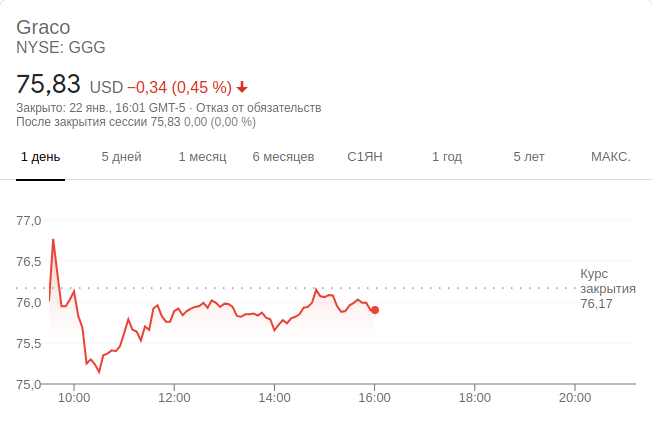 Graco
NYSE: GGG
75,83 USD −0,34 (0,45 %)
Закрыто: 22 янв., 16:01 GMT-5 · Отказ от обязательств
После закрытия сессии 75,83 0,00 (0,00 %)
1 день 5 дней 1 месяц 6 месяцев С1ЯН 1 год 5 лет МАКС.
77,0
76,5
Курс
закрытия
76,17
76,0
75,5
75,0
10:00 12:00 14:00 16:00 18:00 20:00